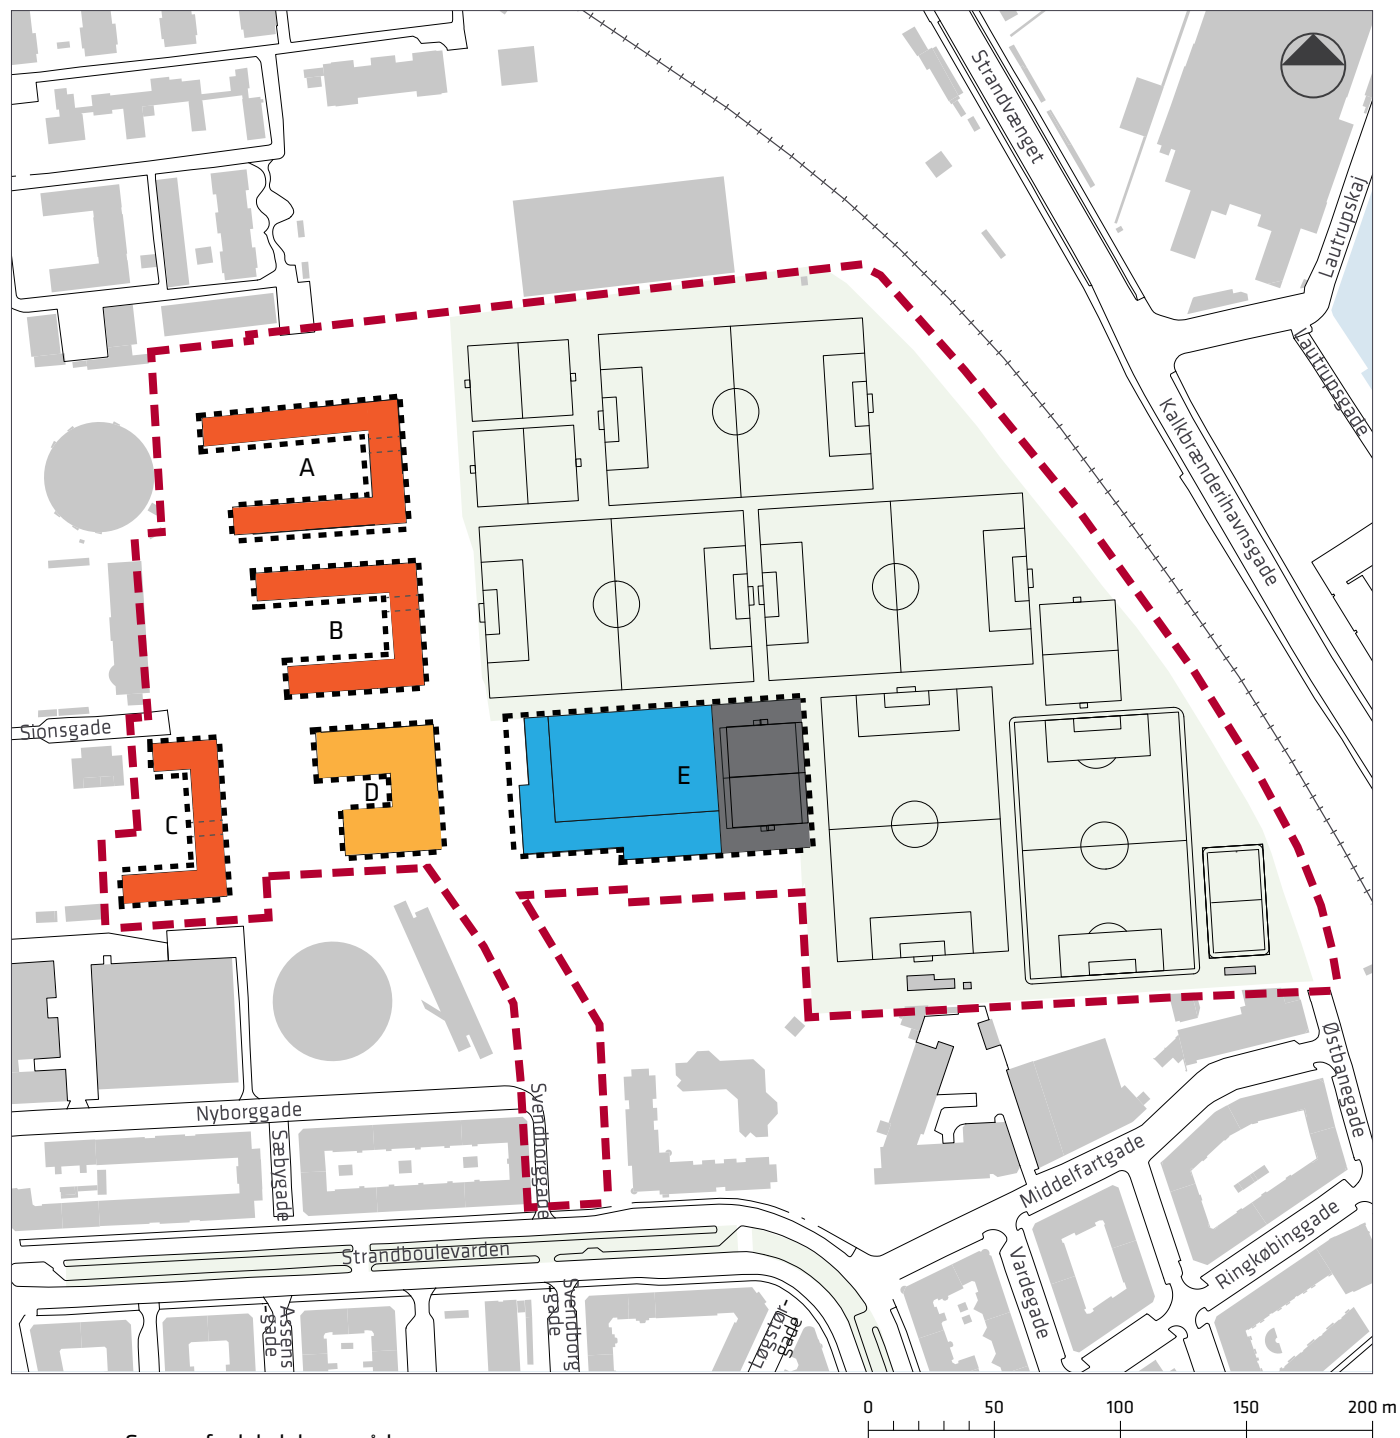 Strandvænget
Lautrupskaj
Lautrupsgade
Kalkbrænderihavnsgade
A
B
Sionsgade
E
D
C
Østbanegade
Nyborggade
Svendborggade
Sæbygade
Middelfartgade
Ringkøbinggade
Strandboulevarden
Vardegade
Assens
-gade
Svendborg
-gade
Løgstør-
gade
0 50 100 150 200 m